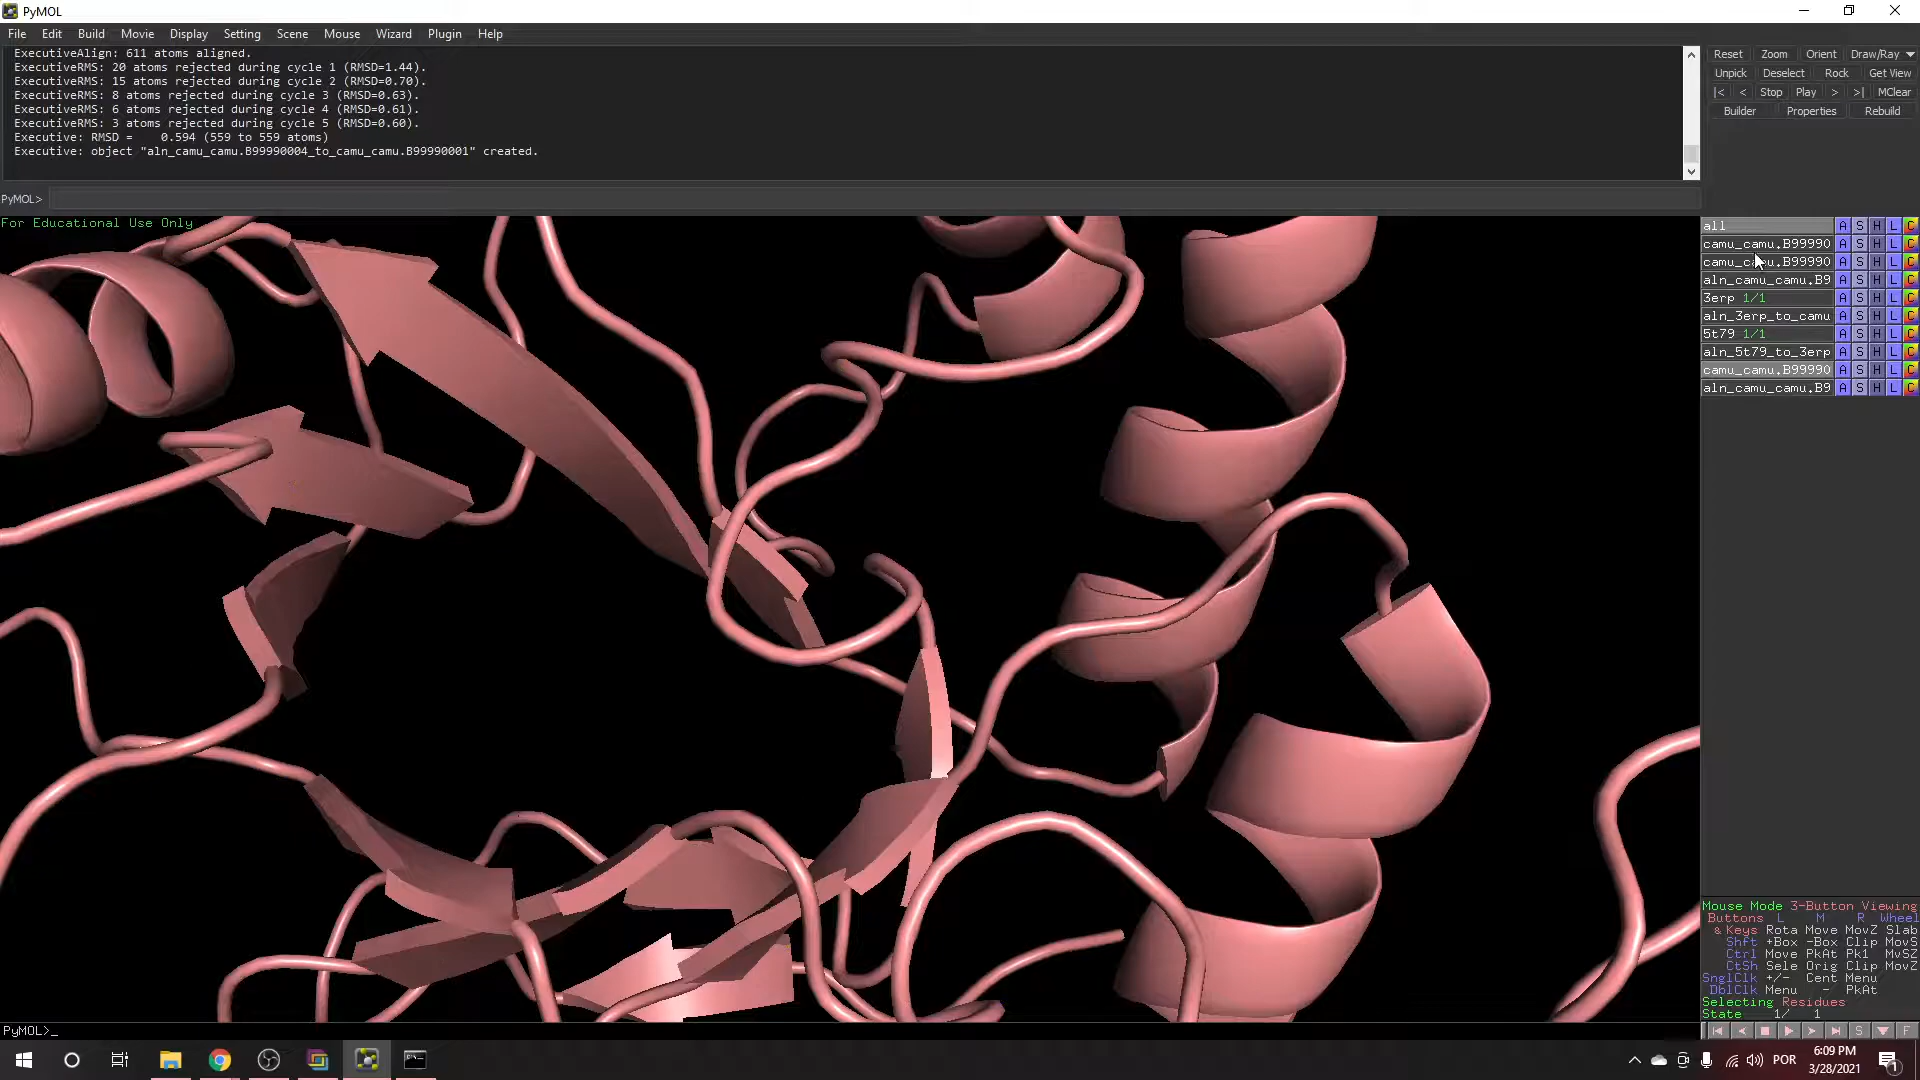 PyMOL
File Edit Build Movie Display Setting Scene Mouse Wizard Plugin Help
ExecutiveAlign: 611 atoms aligned.
ExecutiveRMS: 20 atoms rejected during cycle 1 (RMSD=1.44).
ExecutiveRMS: 15 atoms rejected during cycle 2 (RMSD=0.70).
ExecutiveRMS: 8 atoms rejected during cycle 3 (RMSD=0.63).
ExecutiveRMS: 6 atoms rejected during cycle 4 (RMSD=0.61).
ExecutiveRMS: 3 atoms rejected during cycle 5 (RMSD=0.60).
Executive: RMSD = 0.594 (559 to 559 atoms)
Executive: object "aln_camu_camu.B99990004_to_camu_camu.B99990001" created.
PyMOL>
Reset Zoom Orient Draw/Ray
Unpick Deselect Rock Get View
|< < Stop Play > >| MClear
Builder Properties Rebuild
For Educational Use Only
all A S H L C
camu_camu.B99990 A S H L C
camu_camu.B99990 A S H L C
aln_camu_camu.B9 A S H L C
3erp 1/1 A S H L C
aln_3erp_to_camu A S H L C
5t79 1/1 A S H L C
aln_5t79_to_3erp A S H L C
camu_camu.B99990 A S H L C
aln_camu_camu.B9 A S H L C
Mouse Mode 3-Button Viewing
Buttons L M R Wheel
& Keys Rota Move MovZ Slab
Shft +Box -Box Clip MovS
Ctrl Move PkAt Pk1 MvSZ
CtSh Sele Orig Clip MovZ
SnglClk +/- Cent Menu
DblClk Menu - PkAt
Selecting Residues
State 1/ 1
PyMOL>_
S F
POR
6:09 PM
3/28/2021
1